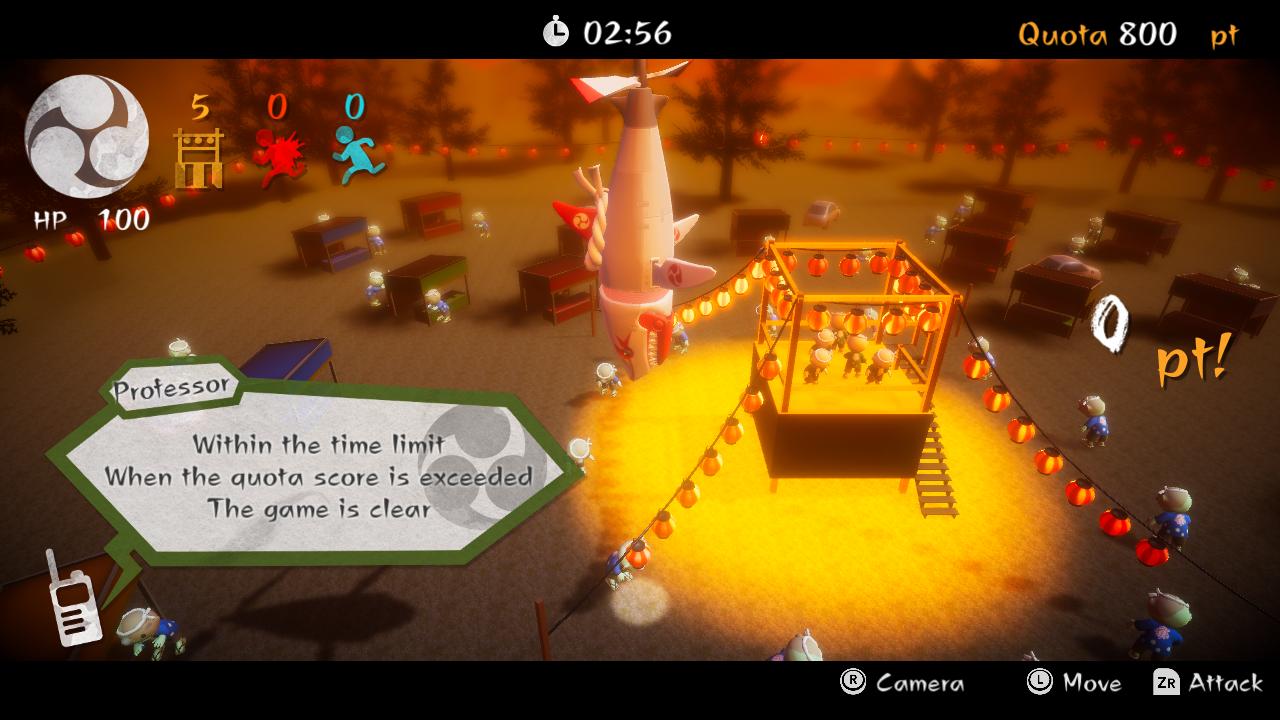 02:56
Quota 800 pt
5 0 0
HP 100
0 pt!
Professor
Within the time limit
When the quota score is exceeded
The game is clear
R Camera
L Move
ZR Attack